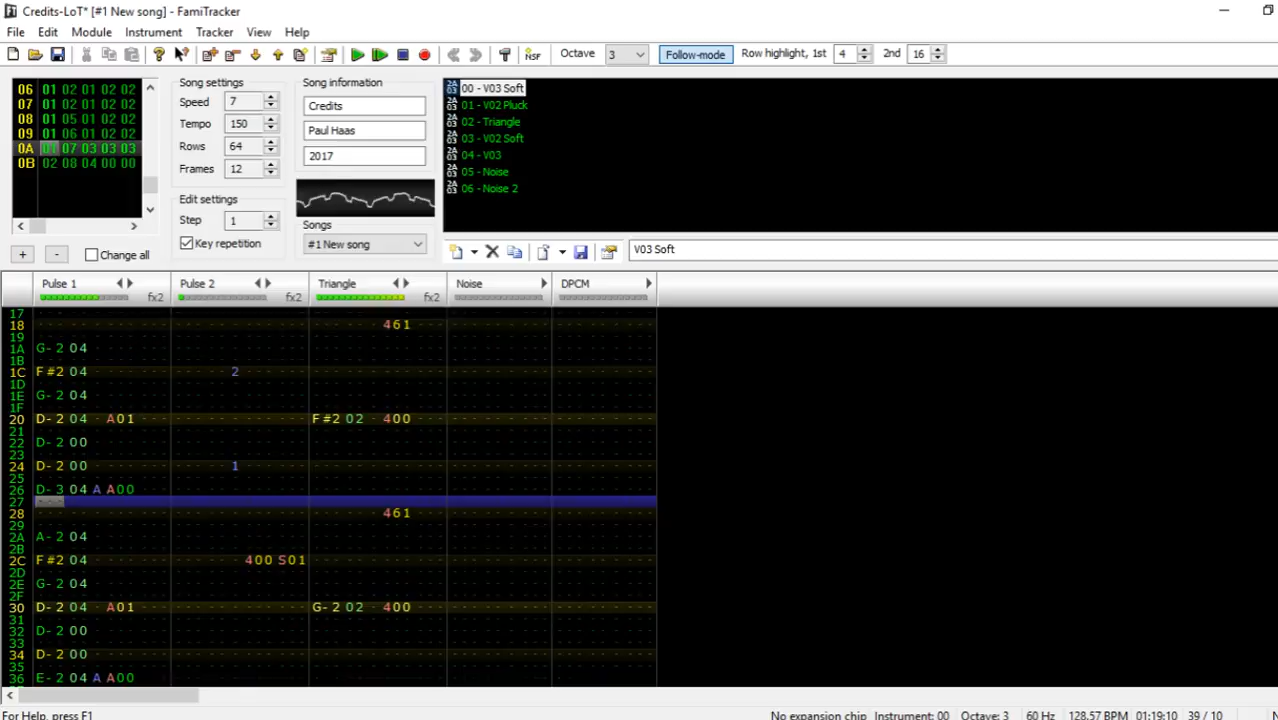 Credits-LoT* [#1 New song] - FamiTracker
File Edit Module Instrument Tracker View Help
Octave 3 Follow-mode Row highlight, 1st 4 2nd 16
NSF
06 01 02 01 02 02
07 01 02 01 02 02
08 01 05 01 02 02
09 01 06 01 02 02
0A 01 07 03 03 03
0B 02 08 04 00 00
+ - Change all
Song settings
Speed 7
Tempo 150
Rows 64
Frames 12
Edit settings
Step 1
Key repetition
Song information
Credits
Paul Haas
2017
Songs
#1 New song
2A03 00 - V03 Soft
2A03 01 - V02 Pluck
2A03 02 - Triangle
2A03 03 - V02 Soft
2A03 04 - V03
2A03 05 - Noise
2A03 06 - Noise 2
V03 Soft
Pulse 1 Pulse 2 Triangle Noise DPCM
fx2 fx2 fx2
17
18 461
19
1A G-2 04
1B
1C F#2 04 2
1D
1E G-2 04
1F
20 D-2 04 A01 F#2 02 400
21
22 D-2 00
23
24 D-2 00 1
25
26 D-3 04 A A00
27
28 461
29
2A A-2 04
2B
2C F#2 04 400 S01
2D
2E G-2 04
2F
30 D-2 04 A01 G-2 02 400
31
32 D-2 00
33
34 D-2 00
35
36 E-2 04 A A00
For Help, press F1 No expansion chip Instrument: 00 Octave: 3 60 Hz 128.57 BPM 01:19:10 39 / 10